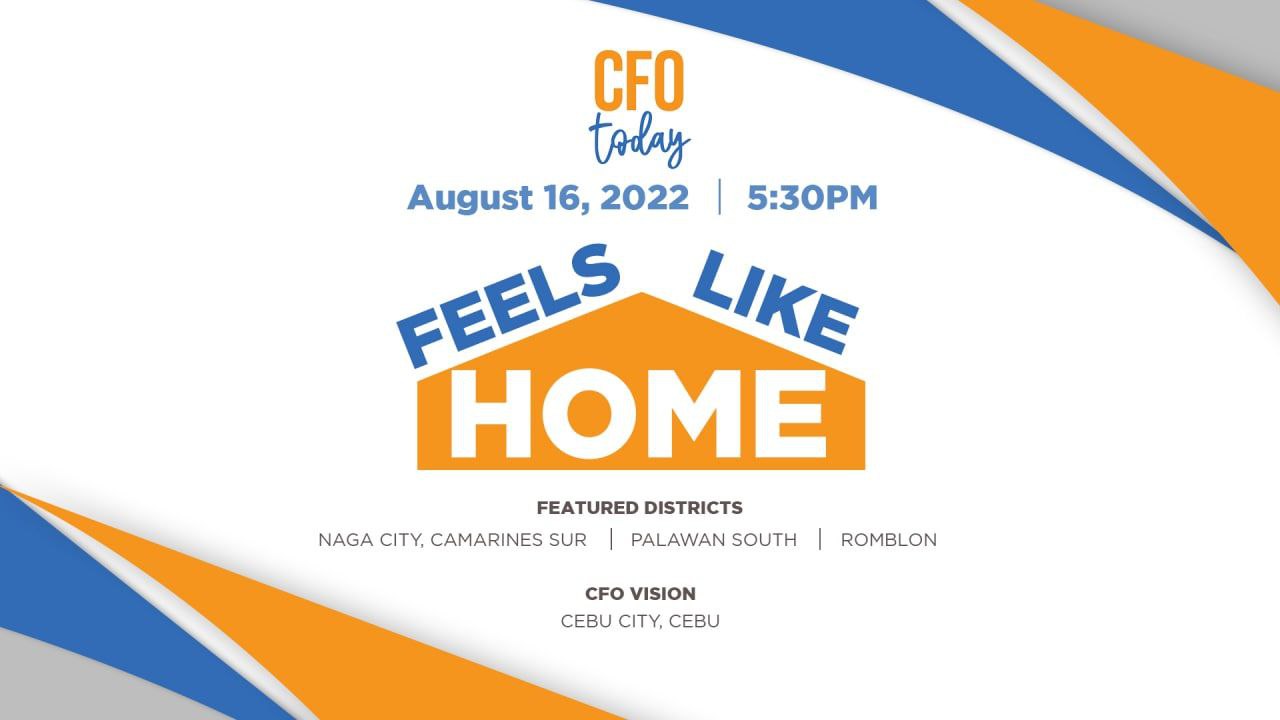 CFO
today
August 16, 2022 | 5:30PM
FEELS LIKE
HOME
FEATURED DISTRICTS
NAGA CITY, CAMARINES SUR | PALAWAN SOUTH | ROMBLON
CFO VISION
CEBU CITY, CEBU